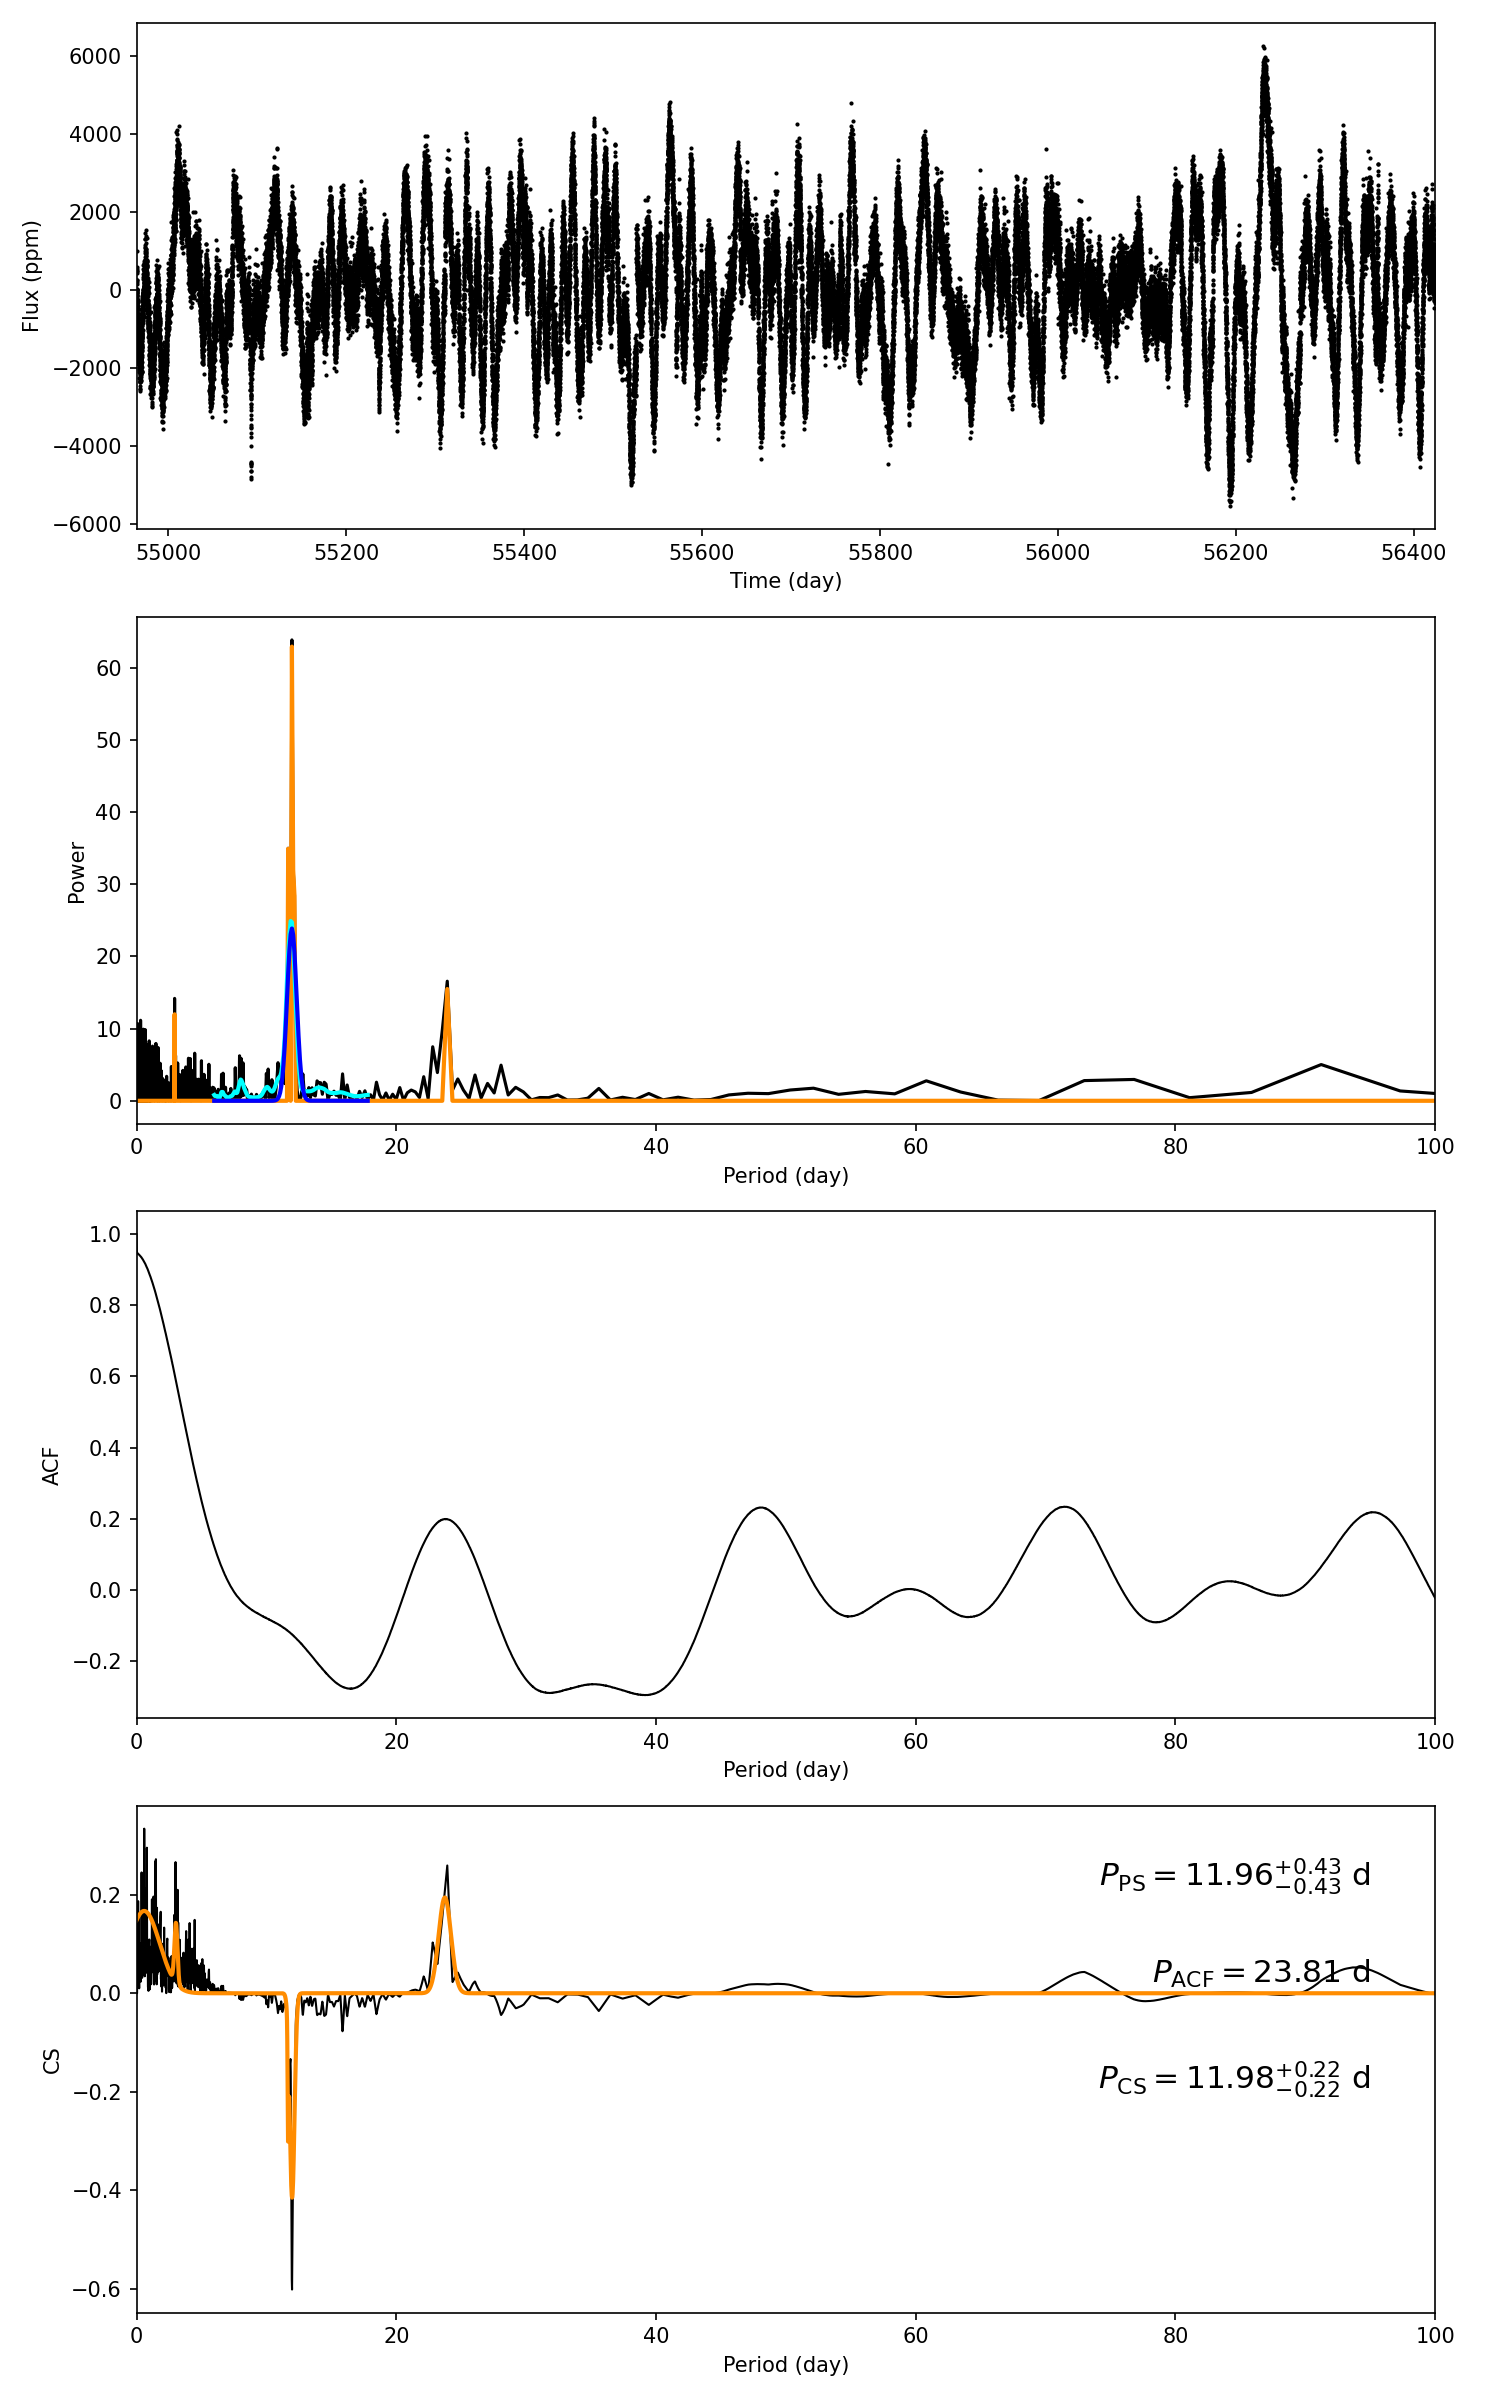 6000
4000
2000
0
−2000
−4000
−6000
Flux (ppm)
55000 55200 55400 55600 55800 56000 56200 56400
Time (day)
60
50
40
30
20
10
0
Power
0 20 40 60 80 100
Period (day)
1.0
0.8
0.6
0.4
0.2
0.0
−0.2
ACF
0 20 40 60 80 100
Period (day)
0.2
0.0
−0.2
−0.4
−0.6
CS
P_PS = 11.96^{+0.43}_{−0.43} d
P_ACF = 23.81 d
P_CS = 11.98^{+0.22}_{−0.22} d
0 20 40 60 80 100
Period (day)